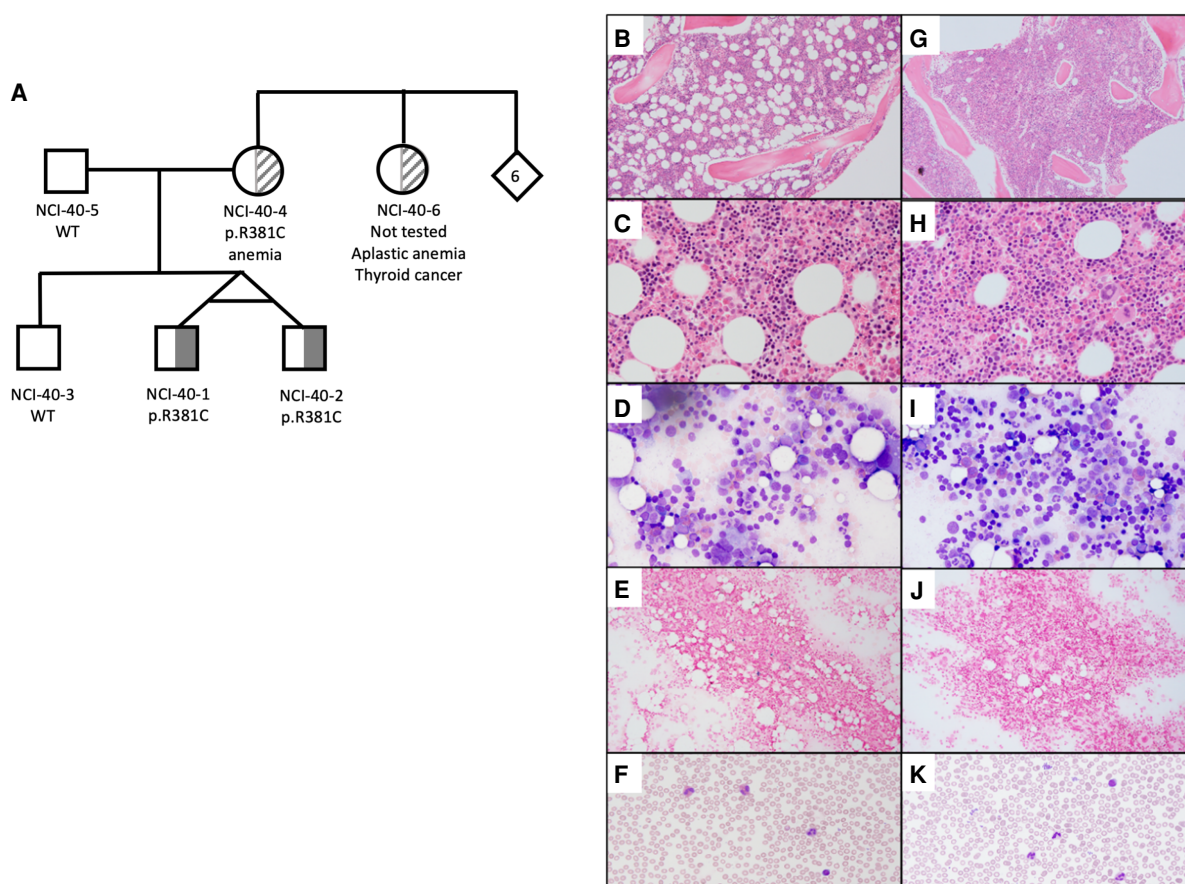 A
6
NCI-40-5
WT
NCI-40-4
p.R381C
anemia
NCI-40-6
Not tested
Aplastic anemia
Thyroid cancer
NCI-40-3
WT
NCI-40-1
p.R381C
NCI-40-2
p.R381C
B
G
C
H
D
I
E
J
F
K